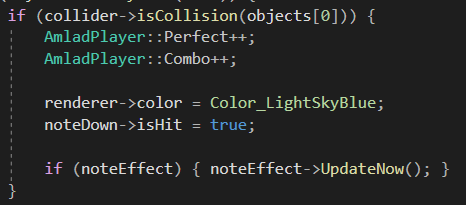 if (collider->isCollision(objects[0])) {
AmladPlayer::Perfect++;
AmladPlayer::Combo++;
renderer->color = Color_LightSkyBlue;
noteDown->isHit = true;
if (noteEffect) { noteEffect->UpdateNow(); }
}